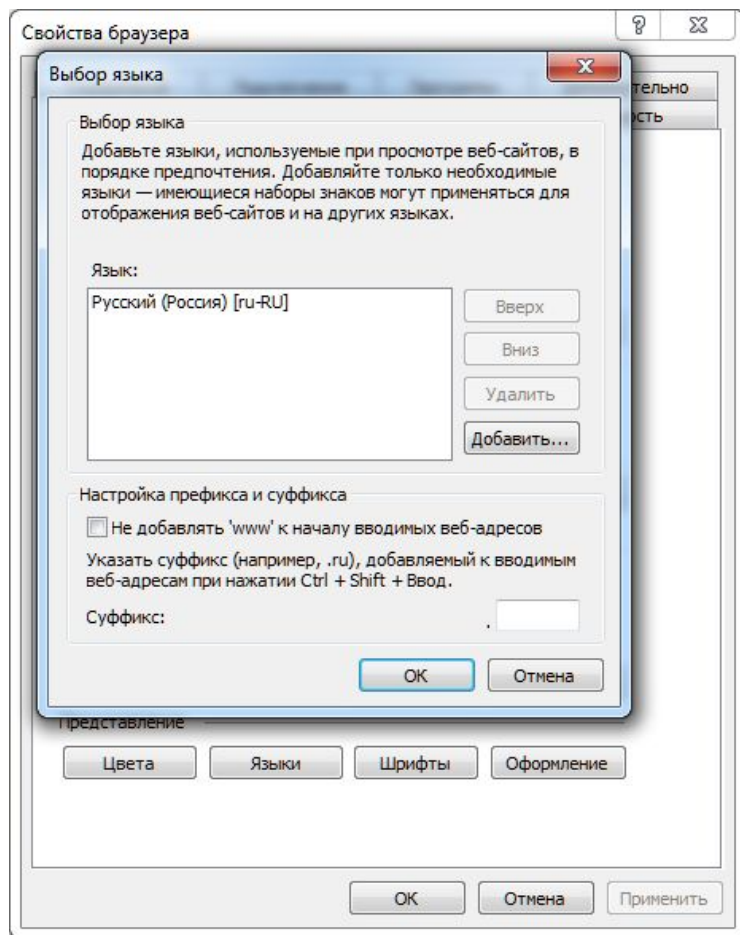 Свойства браузера
Выбор языка
тельно
ость
Выбор языка
Добавьте языки, используемые при просмотре веб-сайтов, в
порядке предпочтения. Добавляйте только необходимые
языки — имеющиеся наборы знаков могут применяться для
отображения веб-сайтов и на других языках.
Язык:
Русский (Россия) [ru-RU]
Вверх
Вниз
Удалить
Добавить...
Настройка префикса и суффикса
Не добавлять 'www' к началу вводимых веб-адресов
Указать суффикс (например, .ru), добавляемый к вводимым
веб-адресам при нажатии Ctrl + Shift + Ввод.
Суффикс: .
ОК Отмена
Представление
Цвета Языки Шрифты Оформление
ОК Отмена Применить